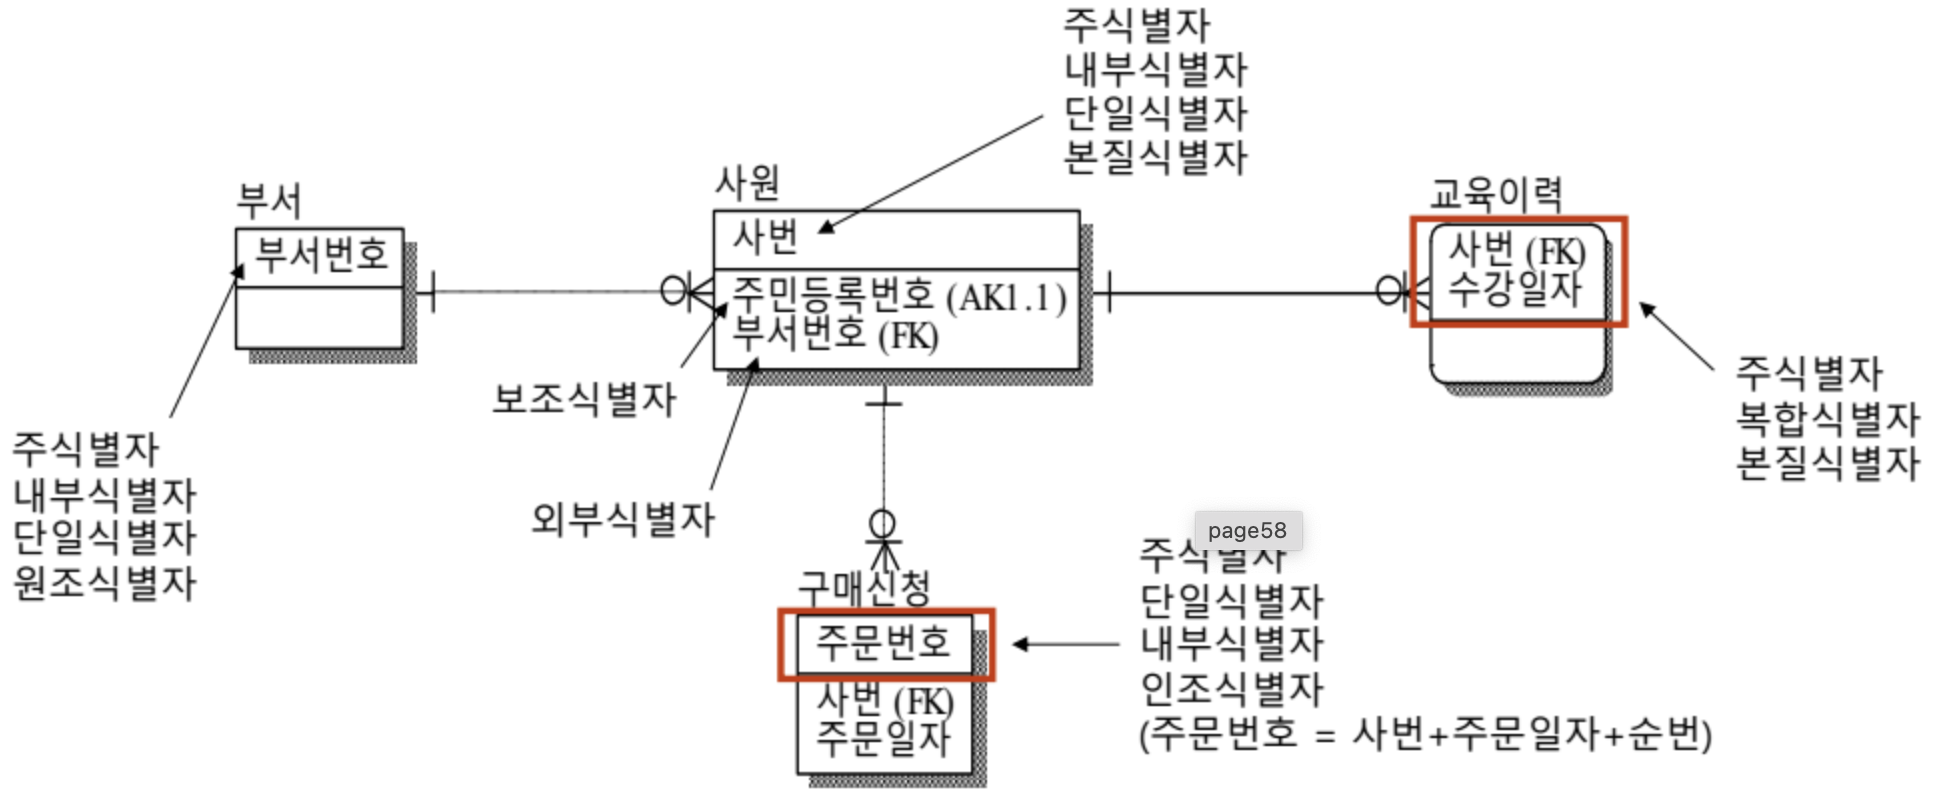 주식별자
내부식별자
단일식별자
본질식별자
사원
사번
주민등록번호 (AK1.1)
부서번호 (FK)
부서
부서번호
교육이력
사번 (FK)
수강일자
보조식별자
외부식별자
주식별자
내부식별자
단일식별자
원조식별자
주식별자
복합식별자
본질식별자
page58
구매신청
주문번호
사번 (FK)
주문일자
주식별자
단일식별자
내부식별자
인조식별자
(주문번호 = 사번+주문일자+순번)